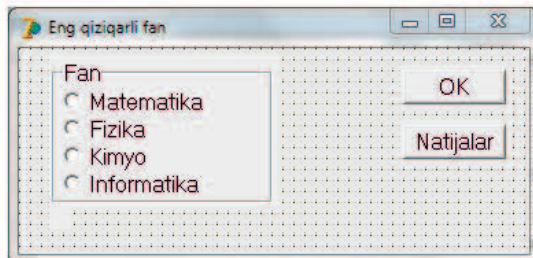 Eng qiziqarli fan
Fan
Matematika
Fizika
Kimyo
Informatika
OK
Natijalar